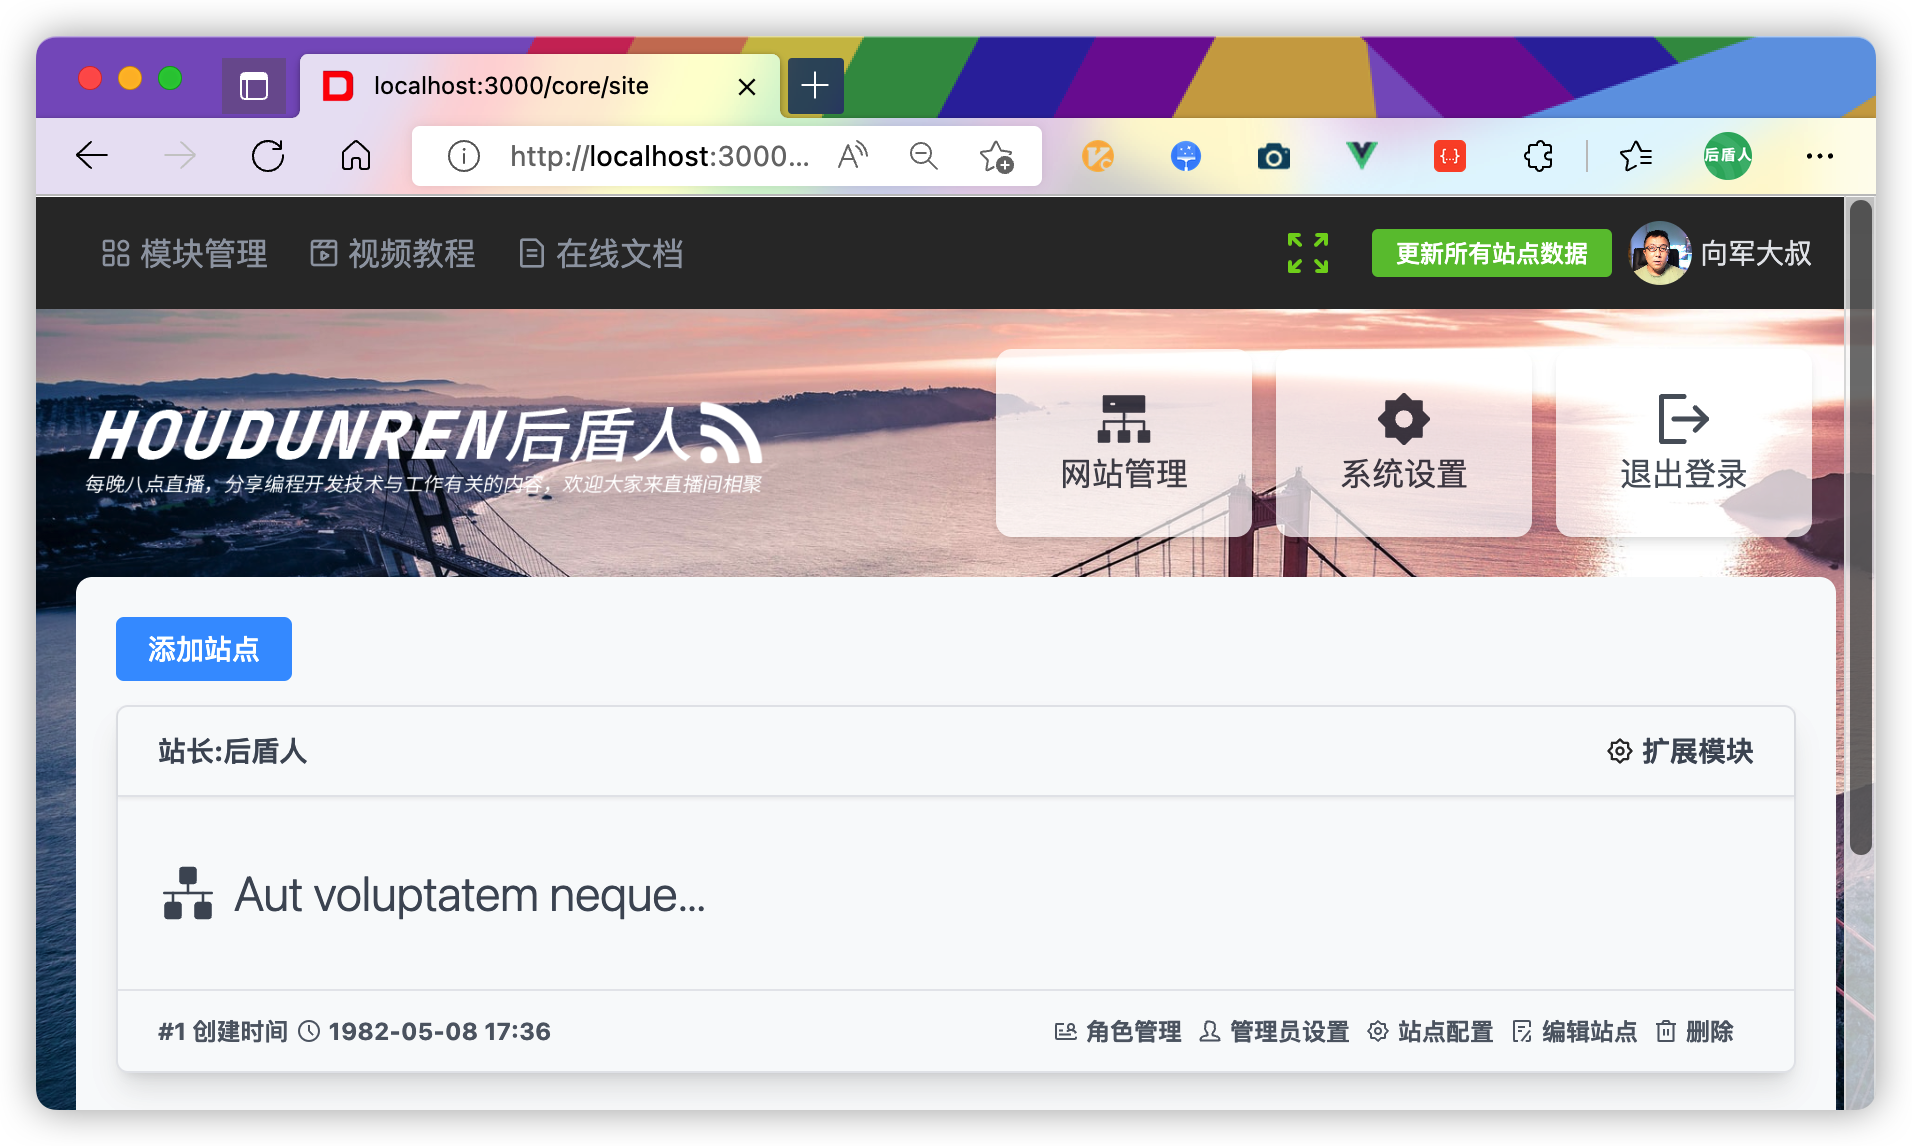 localhost:3000/core/site
http://localhost:3000...
后盾人
模块管理 视频教程 在线文档 更新所有站点数据 向军大叔
HOUDUNREN后盾人
每晚八点直播，分享编程开发技术与工作有关的内容，欢迎大家来直播间相聚
网站管理 系统设置 退出登录
添加站点
站长:后盾人 扩展模块
Aut voluptatem neque...
#1 创建时间 1982-05-08 17:36 角色管理 管理员设置 站点配置 编辑站点 删除